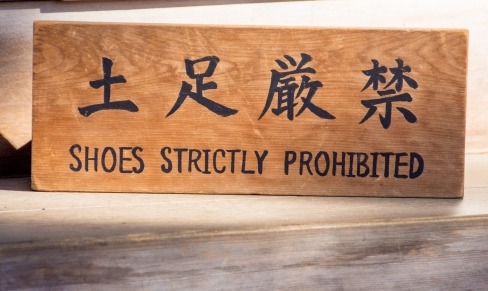 土足厳禁
SHOES STRICTLY PROHIBITED